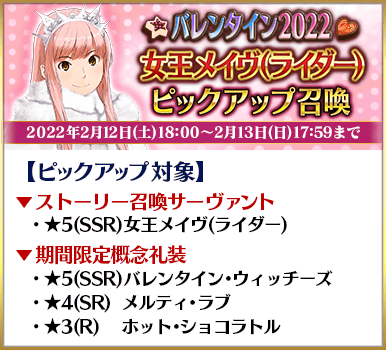 バレンタイン2022
女王メイヴ(ライダー)
ピックアップ召喚
2022年2月12日(土)18:00～2月13日(日)17:59まで
【ピックアップ対象】
▼ストーリー召喚サーヴァント
・★5(SSR)女王メイヴ(ライダー)
▼期間限定概念礼装
・★5(SSR)バレンタイン・ウィッチーズ
・★4(SR) メルティ・ラブ
・★3(R) ホット・ショコラトル